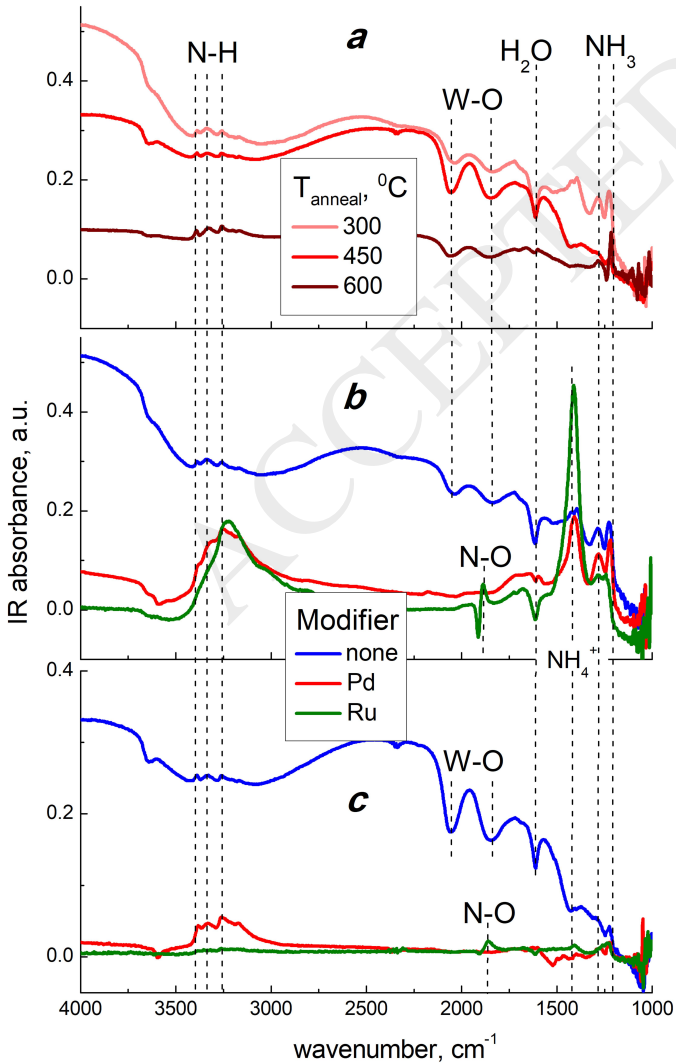 a
N-H
H₂O
NH₃
W-O
0.4
0.2
0.0
T anneal, ⁰C
300
450
600
ACCEPTED
b
0.4
0.2
0.0
N-O
IR absorbance, a.u.
Modifier
none
Pd
Ru
NH₄⁺
0.4
0.2
0.0
W-O
c
N-O
4000 3500 3000 2500 2000 1500 1000
wavenumber, cm⁻¹